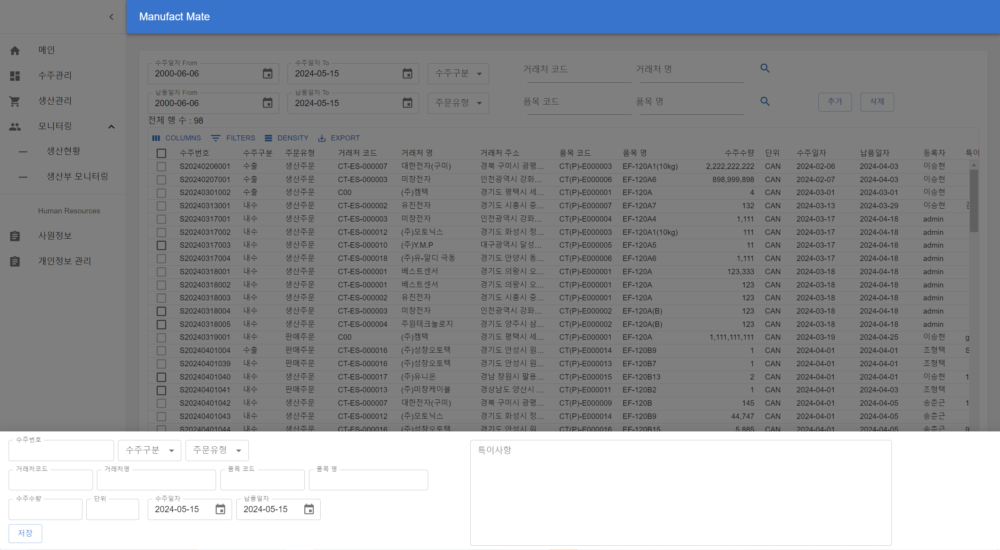 Manufact Mate
메인
수주관리
생산관리
모니터링
생산현황
생산부 모니터링
Human Resources
사원정보
개인정보 관리
수주일자 From 수주일자 To
2000-06-06 2024-05-15 수주구분 거래처 코드 거래처 명
납품일자 From 납품일자 To
2000-06-06 2024-05-15 주문유형 품목 코드 품목 명 추가 삭제
전체 행 수 : 98
COLUMNS FILTERS DENSITY EXPORT
수주번호 수주구분 주문유형 거래처 코드 거래처 명 거래처 주소 품목 코드 품목 명 수주수량 단위 수주일자 납품일자 등록자 특이
S20240206001 수출 생산주문 CT-ES-000007 대한전자(구미) 경북 구미시 광평... CT(P)-E000003 EF-120A1(10kg) 2,222,222,222 CAN 2024-02-06 2024-04-03 이승현
S20240207001 수출 생산주문 CT-ES-000003 미창전자 인천광역시 강화... CT(P)-E000006 EF-120A6 898,999,898 CAN 2024-02-07 2024-04-03 이승현
S20240301002 수출 생산주문 C00 (주)켐텍 경기도 평택시 세... CT(P)-E000001 EF-120A 4 CAN 2024-03-01 2024-03-01 이승현
S20240313001 내수 생산주문 CT-ES-000002 유진전자 경기도 시흥시 중... CT(P)-E000007 EF-120A7 132 CAN 2024-03-13 2024-03-29 이승현
S20240317001 내수 생산주문 CT-ES-000003 미창전자 인천광역시 강화... CT(P)-E000004 EF-120A4 1,111 CAN 2024-03-17 2024-04-18 admin
S20240317002 내수 생산주문 CT-ES-000012 (주)모토닉스 경기도 화성시 정... CT(P)-E000003 EF-120A1(10kg) 111 CAN 2024-03-17 2024-04-18 admin
S20240317003 내수 생산주문 CT-ES-000010 (주)Y.M.P 대구광역시 달성... CT(P)-E000005 EF-120A5 11 CAN 2024-03-17 2024-04-18 admin
S20240317004 내수 생산주문 CT-ES-000018 (주)유-알디 극동 경기도 안양시 동... CT(P)-E000006 EF-120A6 1,111 CAN 2024-03-17 2024-04-18 admin
S20240318001 내수 생산주문 CT-ES-000001 베스트센서 경기도 의왕시 오... CT(P)-E000001 EF-120A 123,333 CAN 2024-03-18 2024-04-18 admin
S20240318002 내수 생산주문 CT-ES-000001 베스트센서 경기도 의왕시 오... CT(P)-E000001 EF-120A 123 CAN 2024-03-18 2024-04-18 admin
S20240318003 내수 생산주문 CT-ES-000002 유진전자 경기도 시흥시 중... CT(P)-E000001 EF-120A 123 CAN 2024-03-18 2024-04-18 admin
S20240318004 내수 생산주문 CT-ES-000003 미창전자 인천광역시 강화... CT(P)-E000002 EF-120A(B) 123 CAN 2024-03-18 2024-04-18 admin
S20240318005 내수 생산주문 CT-ES-000004 주원테크놀로지 경기도 양주시 삼... CT(P)-E000002 EF-120A(B) 123 CAN 2024-03-18 2024-04-18 admin
S20240319001 내수 판매주문 C00 (주)켐텍 경기도 평택시 세... CT(P)-E000001 EF-120A 1,111,111,111 CAN 2024-03-19 2024-04-25 이승현 g
S20240401004 수출 판매주문 CT-ES-000016 (주)성창오토텍 경기도 안성시 원... CT(P)-E000014 EF-120B9 1 CAN 2024-04-01 2024-04-01 조형택 S
S20240401039 내수 판매주문 CT-ES-000016 (주)성창오토텍 경기도 안성시 원... CT(P)-E000013 EF-120B7 1 CAN 2024-04-01 2024-04-01 조형택
S20240401040 내수 생산주문 CT-ES-000017 (주)유니온 경남 창원시 팔용... CT(P)-E000015 EF-120B13 2 CAN 2024-04-01 2024-04-01 이승현 1
S20240401041 내수 판매주문 CT-ES-000013 (주)미창케이블 경상남도 양산시 ... CT(P)-E000011 EF-120B2 1 CAN 2024-04-01 2024-04-03 조형택
S20240401042 내수 생산주문 CT-ES-000007 대한전자(구미) 경북 구미시 광평... CT(P)-E000009 EF-120B 145 CAN 2024-04-01 2024-04-05 송춘근 1
S20240401043 내수 생산주문 CT-ES-000012 (주)모토닉스 경기도 화성시 정... CT(P)-E000014 EF-120B9 44,747 CAN 2024-04-01 2024-04-05 송춘근
S20240401044 내수 생산주문 CT-ES-000016 (주)성창오토텍 경기도 안성시 원 CT(P)-E000016 EF-120B15 5,885 CAN 2024-04-01 2024-04-05 송춘근 9
수주번호
수주구분 주문유형
거래처코드 거래처명 품목 코드 품목 명
수주수량 단위 수주일자 납품일자
2024-05-15 2024-05-15
저장
특이사항